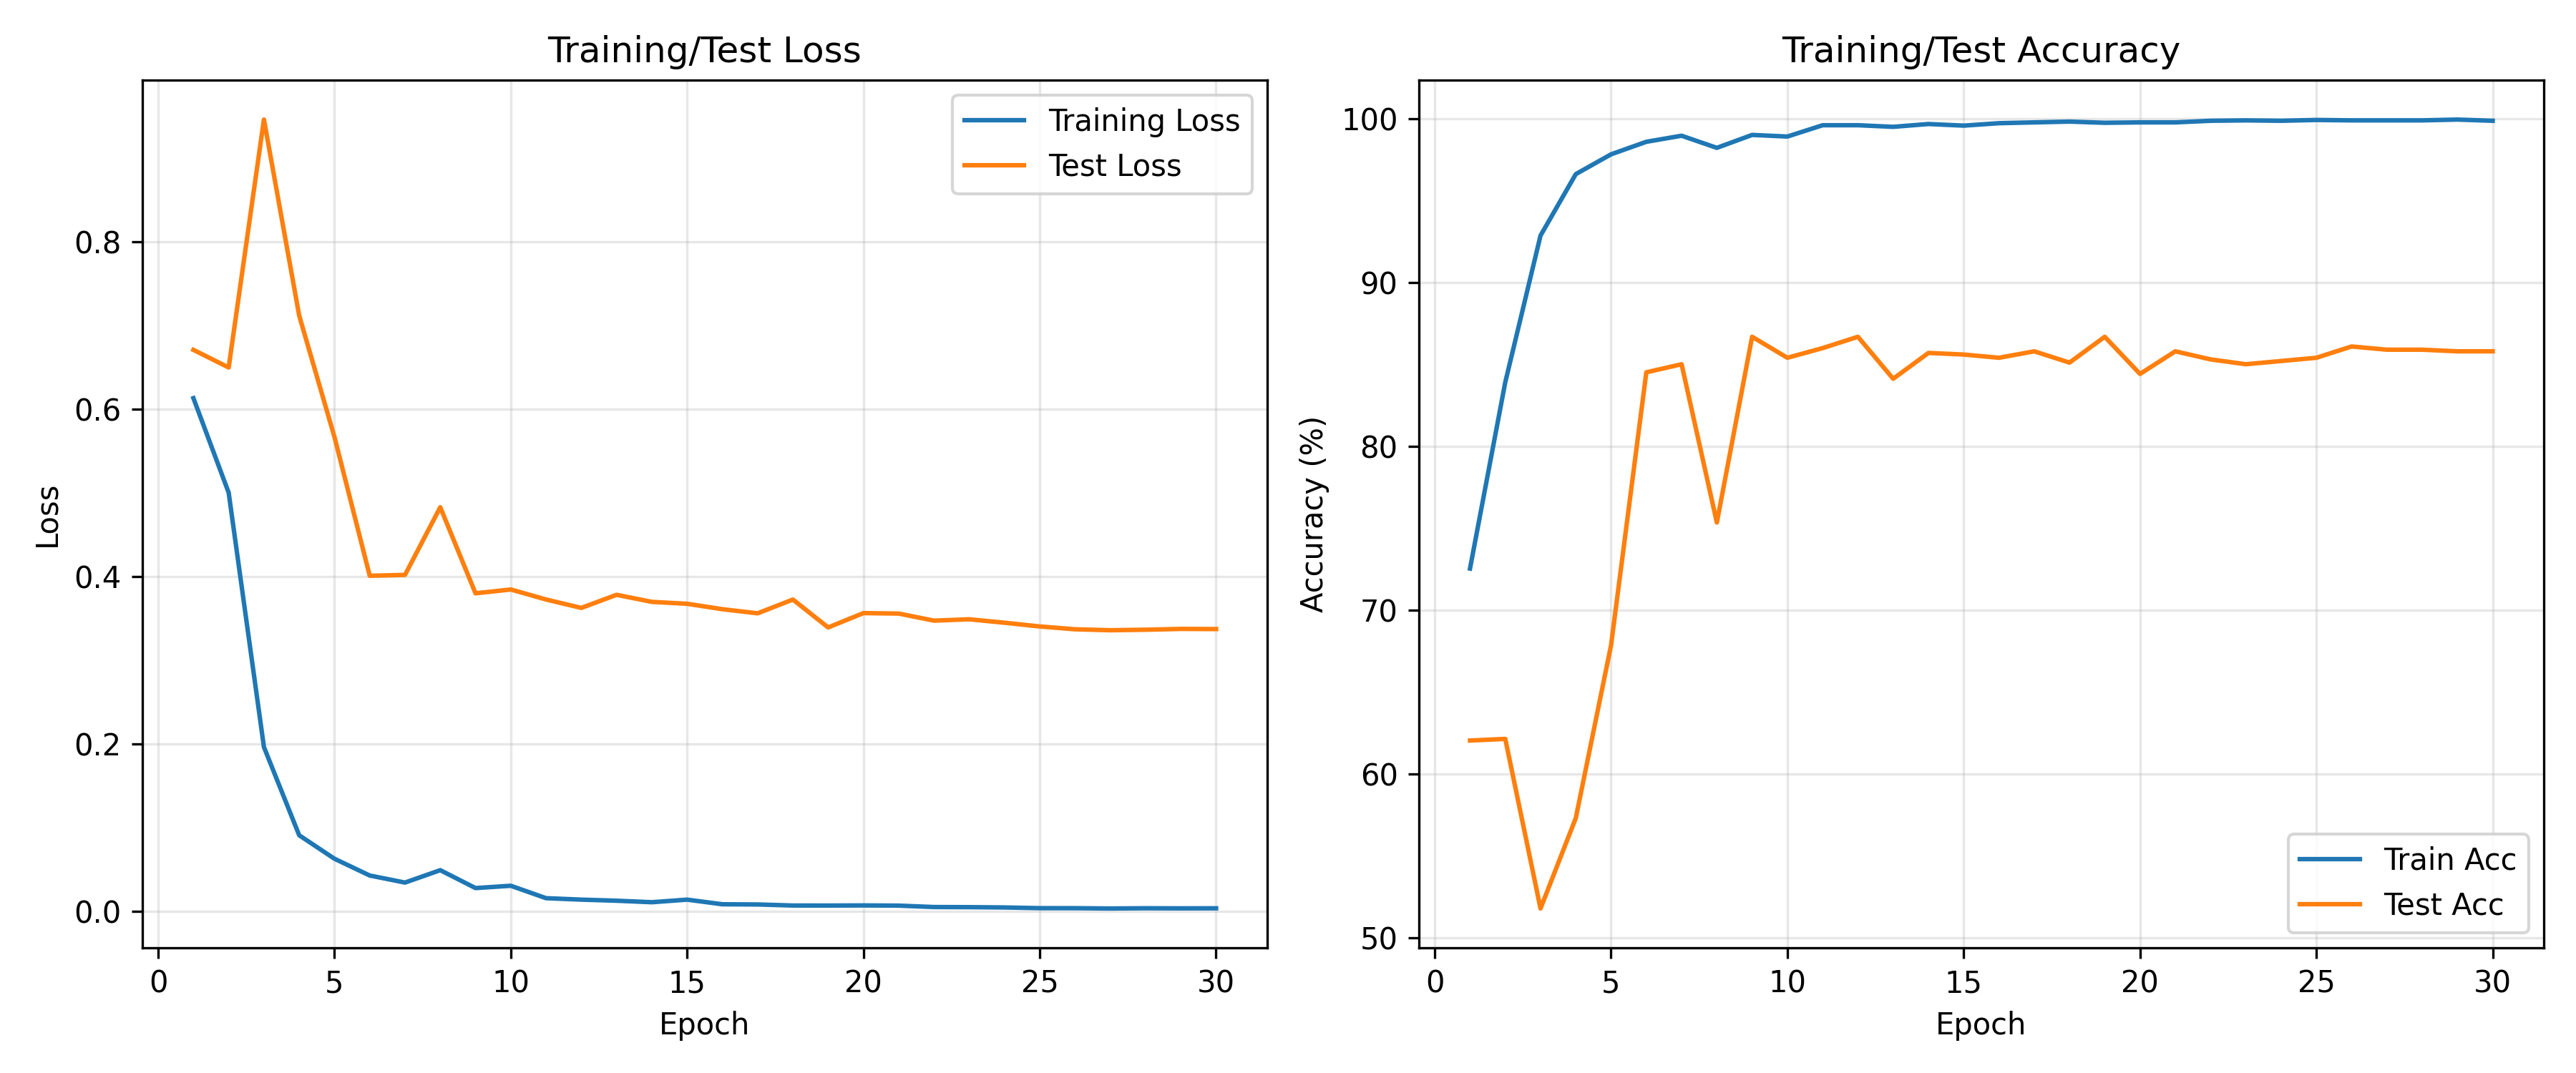 Training/Test Loss
Training Loss
Test Loss
0.8
0.6
0.4
0.2
0.0
Loss
0 5 10 15 20 25 30
Epoch
Training/Test Accuracy
100
90
80
70
60
50
Accuracy (%)
Train Acc
Test Acc
0 5 10 15 20 25 30
Epoch